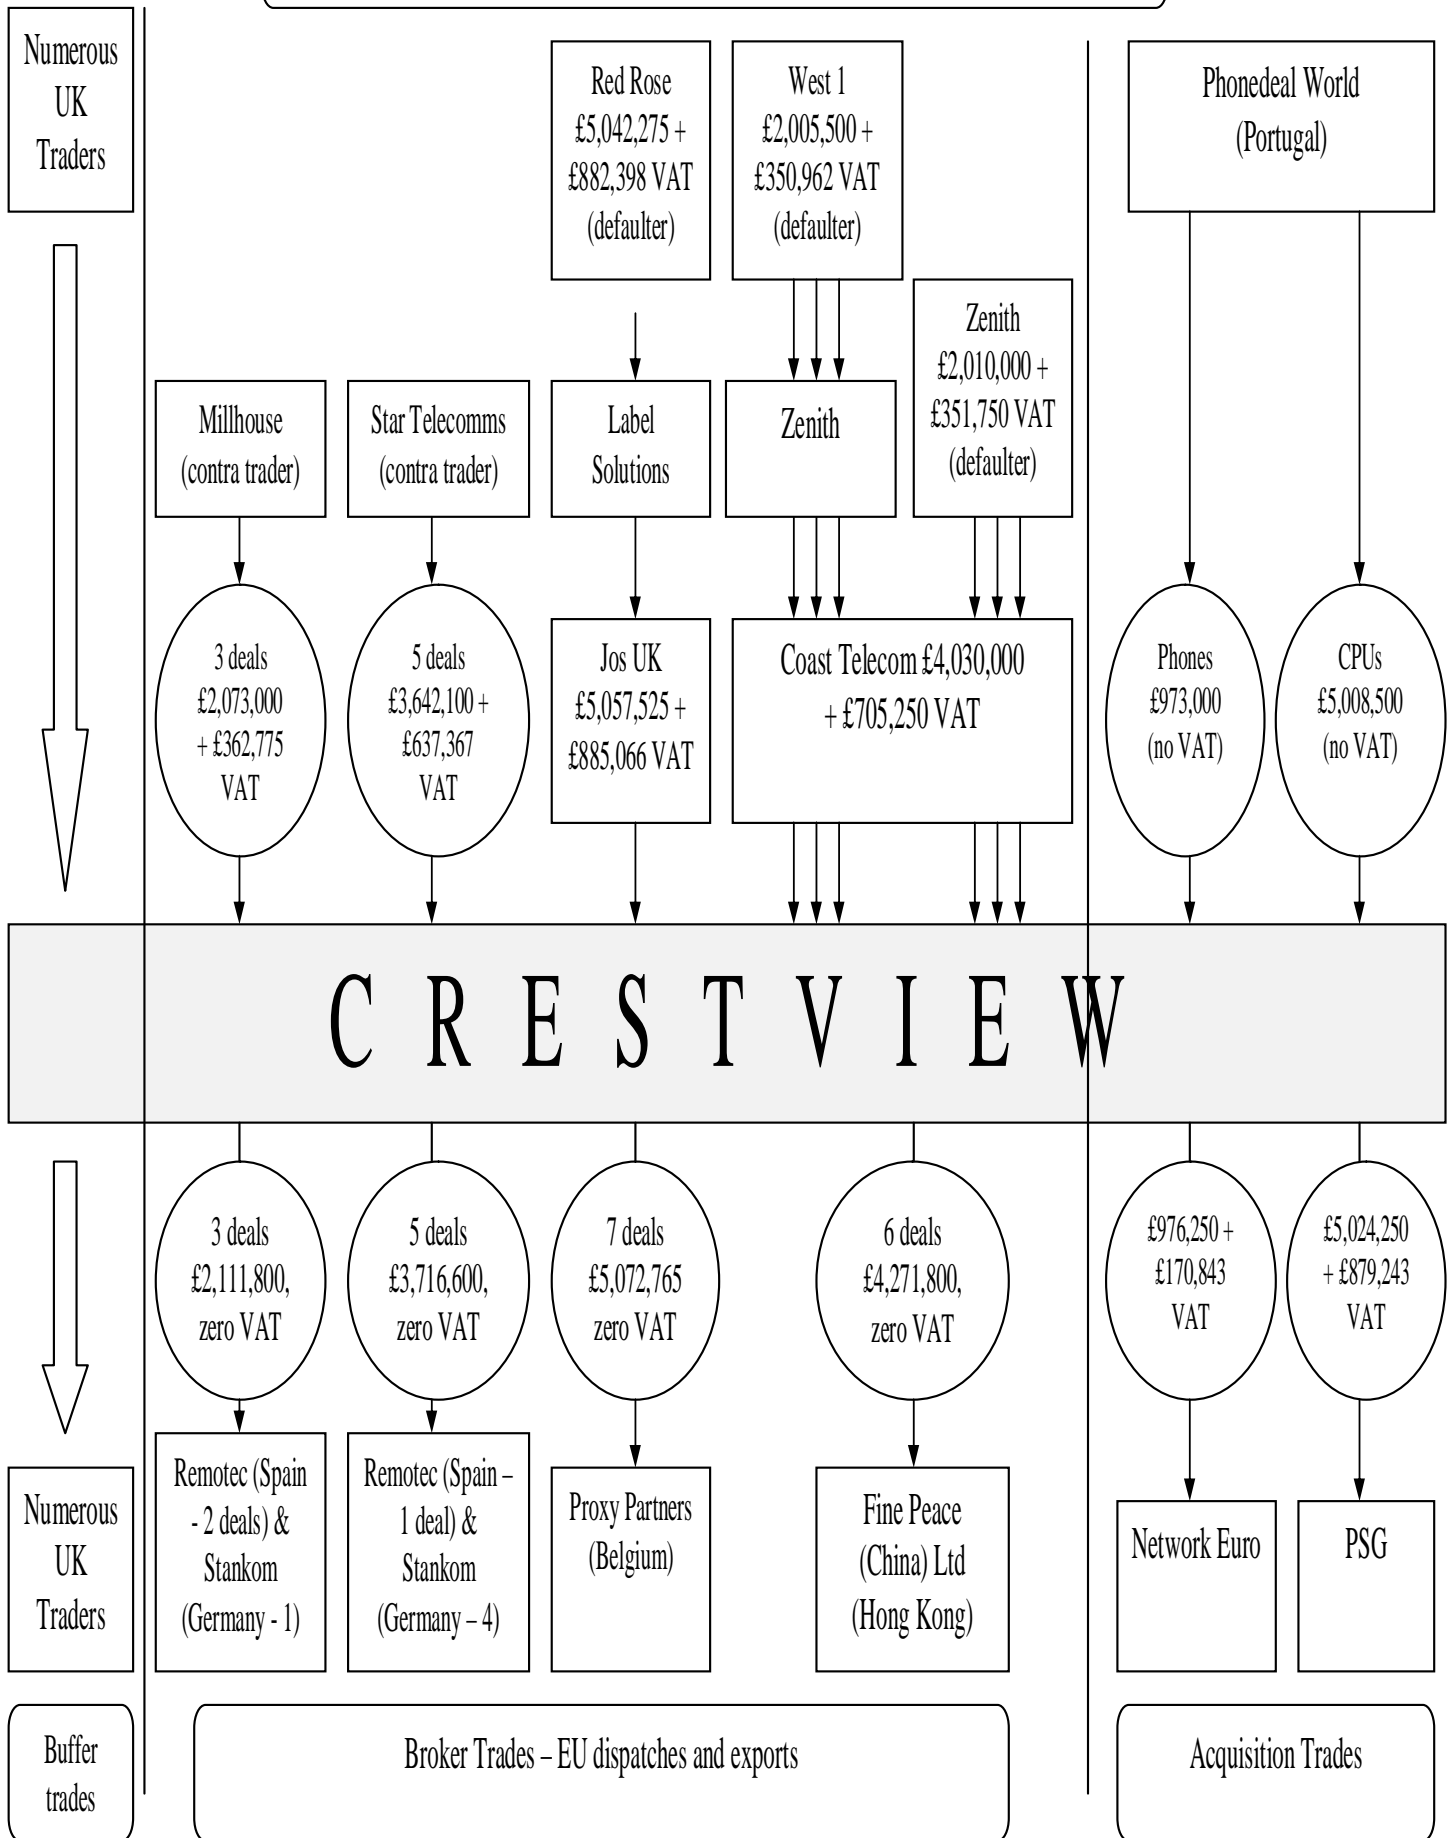 Numerous
UK
Traders
Red Rose
£5,042,275 +
£882,398 VAT
(defaulter)
West 1
£2,005,500 +
£350,962 VAT
(defaulter)
Phonedeal World
(Portugal)
Zenith
£2,010,000 +
£351,750 VAT
(defaulter)
Millhouse
(contra trader)
Star Telecomms
(contra trader)
Label
Solutions
Zenith
3 deals
£2,073,000
+ £362,775
VAT
5 deals
£3,642,100 +
£637,367
VAT
Jos UK
£5,057,525 +
£885,066 VAT
Coast Telecom £4,030,000
+ £705,250 VAT
Phones
£973,000
(no VAT)
CPUs
£5,008,500
(no VAT)
C R E S T V I E W
3 deals
£2,111,800,
zero VAT
5 deals
£3,716,600,
zero VAT
7 deals
£5,072,765
zero VAT
6 deals
£4,271,800,
zero VAT
£976,250 +
£170,843
VAT
£5,024,250
+ £879,243
VAT
Numerous
UK
Traders
Remotec (Spain
- 2 deals) &
Stankom
(Germany - 1)
Remotec (Spain –
1 deal) &
Stankom
(Germany – 4)
Proxy Partners
(Belgium)
Fine Peace
(China) Ltd
(Hong Kong)
Network Euro
PSG
Buffer
trades
Broker Trades – EU dispatches and exports
Acquisition Trades